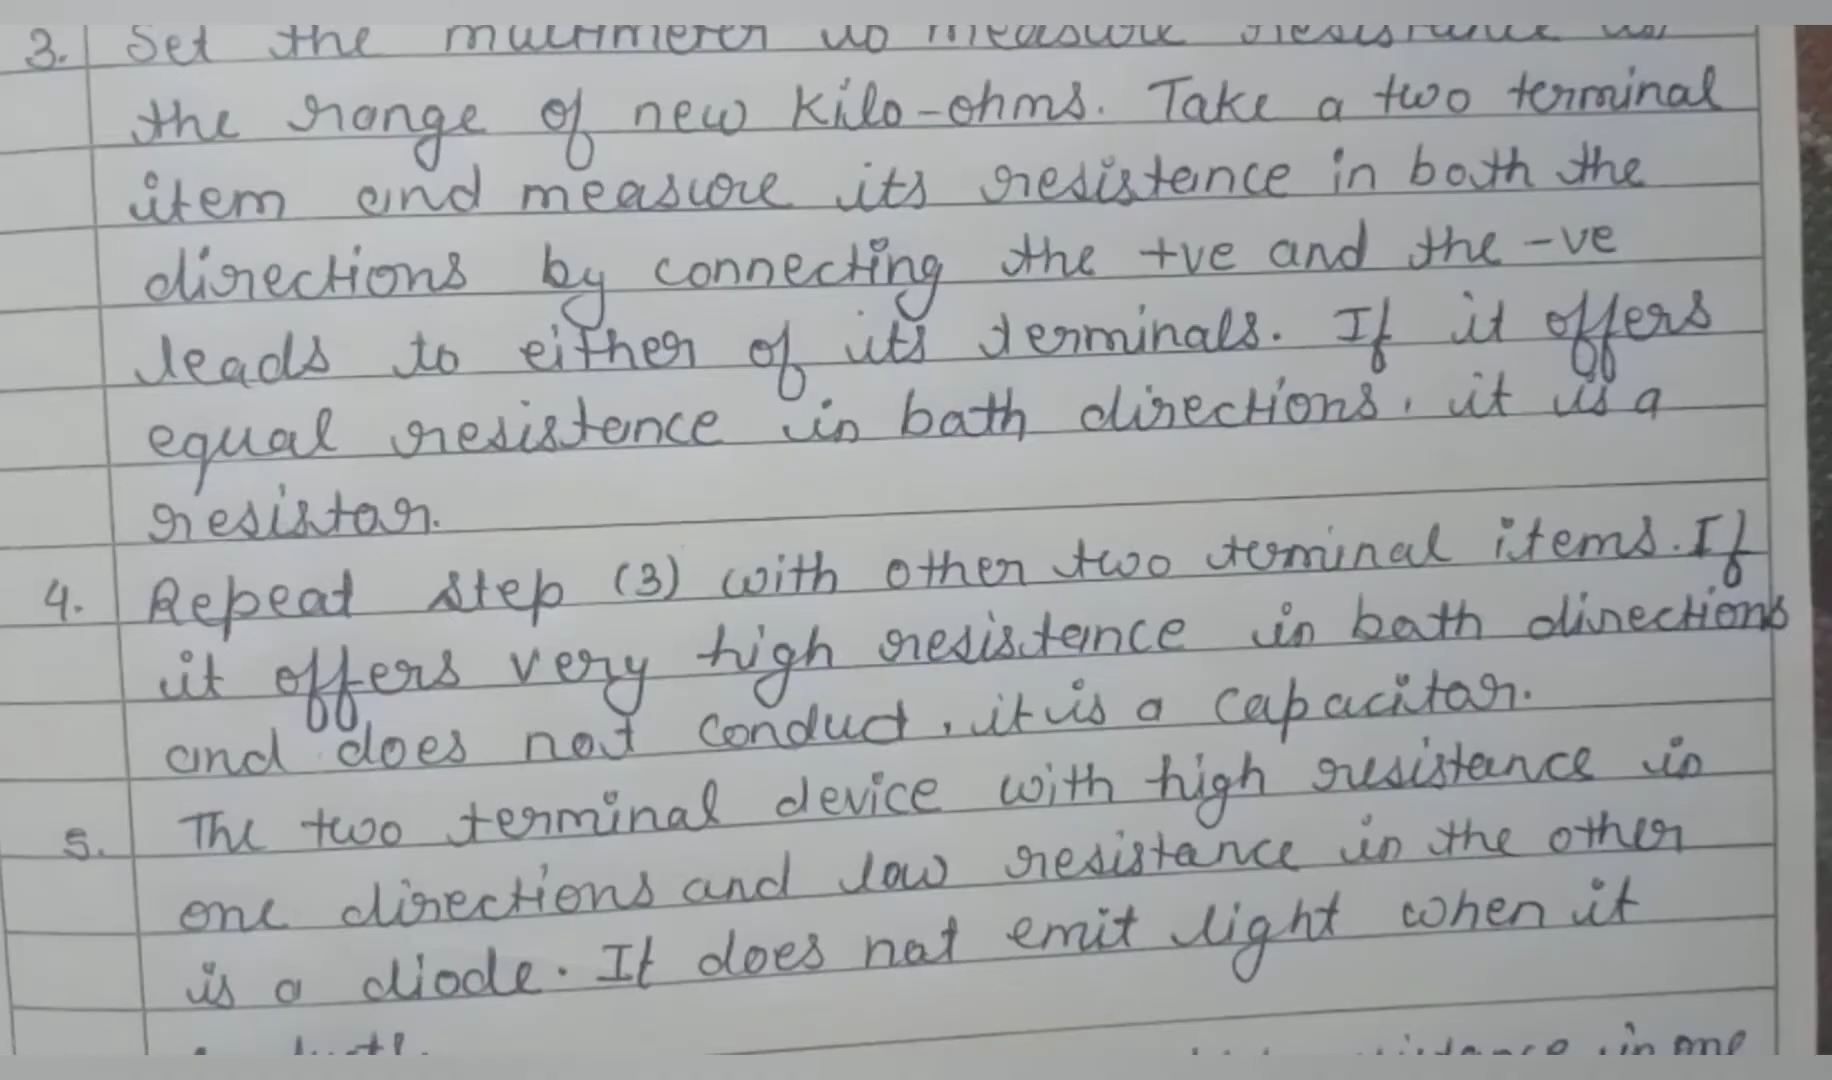 3. Set the multimeter to measure resistance in
the range of new Kilo-ohms. Take a two terminal
item and measure its resistence in both the
directions by connecting the +ve and the -ve
leads to either of its terminals. If it offers
equal resistence in bath directions, it is a
resistar.
4. Repeat step (3) with other two terminal items. If
it offers very high resistence in bath directions
and does not conduct, it is a capacitar.
5. The two terminal device with high resistence in
one directions and low resistance in the other
is a diode. It does not emit light when it
resistance in one